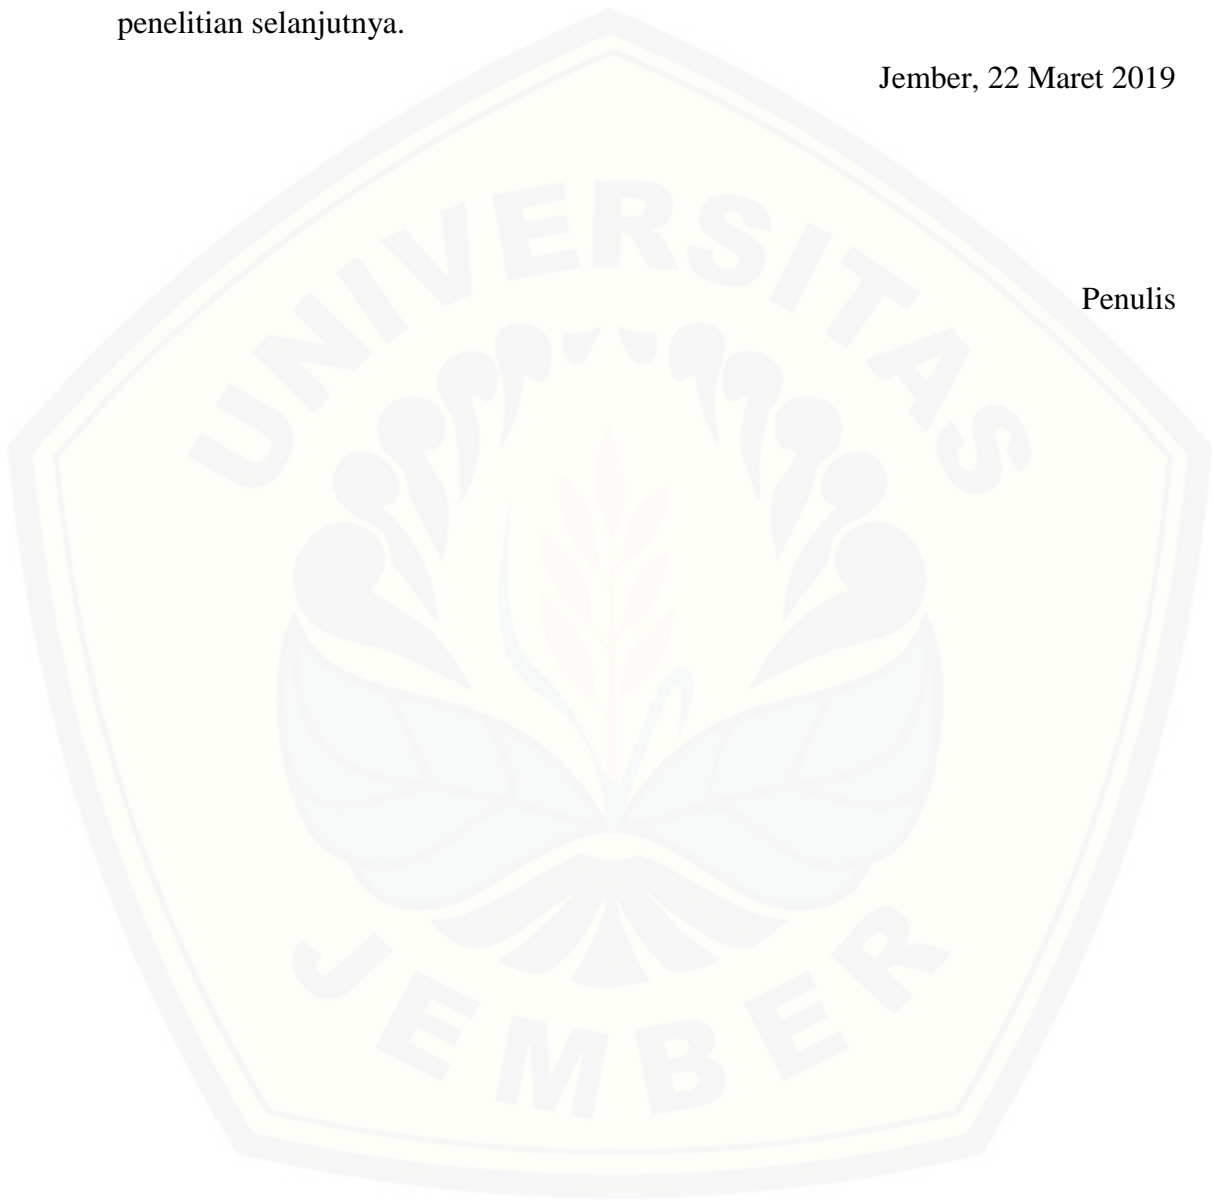 penelitian selanjutnya.
Jember, 22 Maret 2019
Penulis
UNIVERSITAS
JEMBER